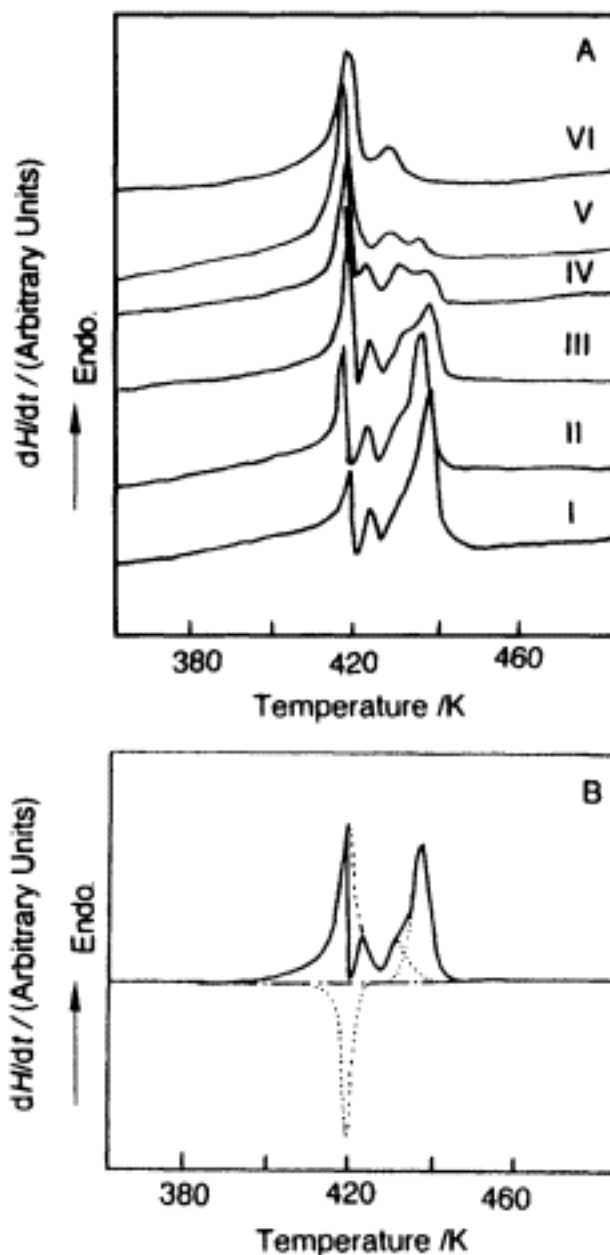 A
VI
V
IV
III
II
I
dH/dt / (Arbitrary Units)
Endo.
380 420 460
Temperature /K
B
dH/dt / (Arbitrary Units)
Endo.
380 420 460
Temperature /K